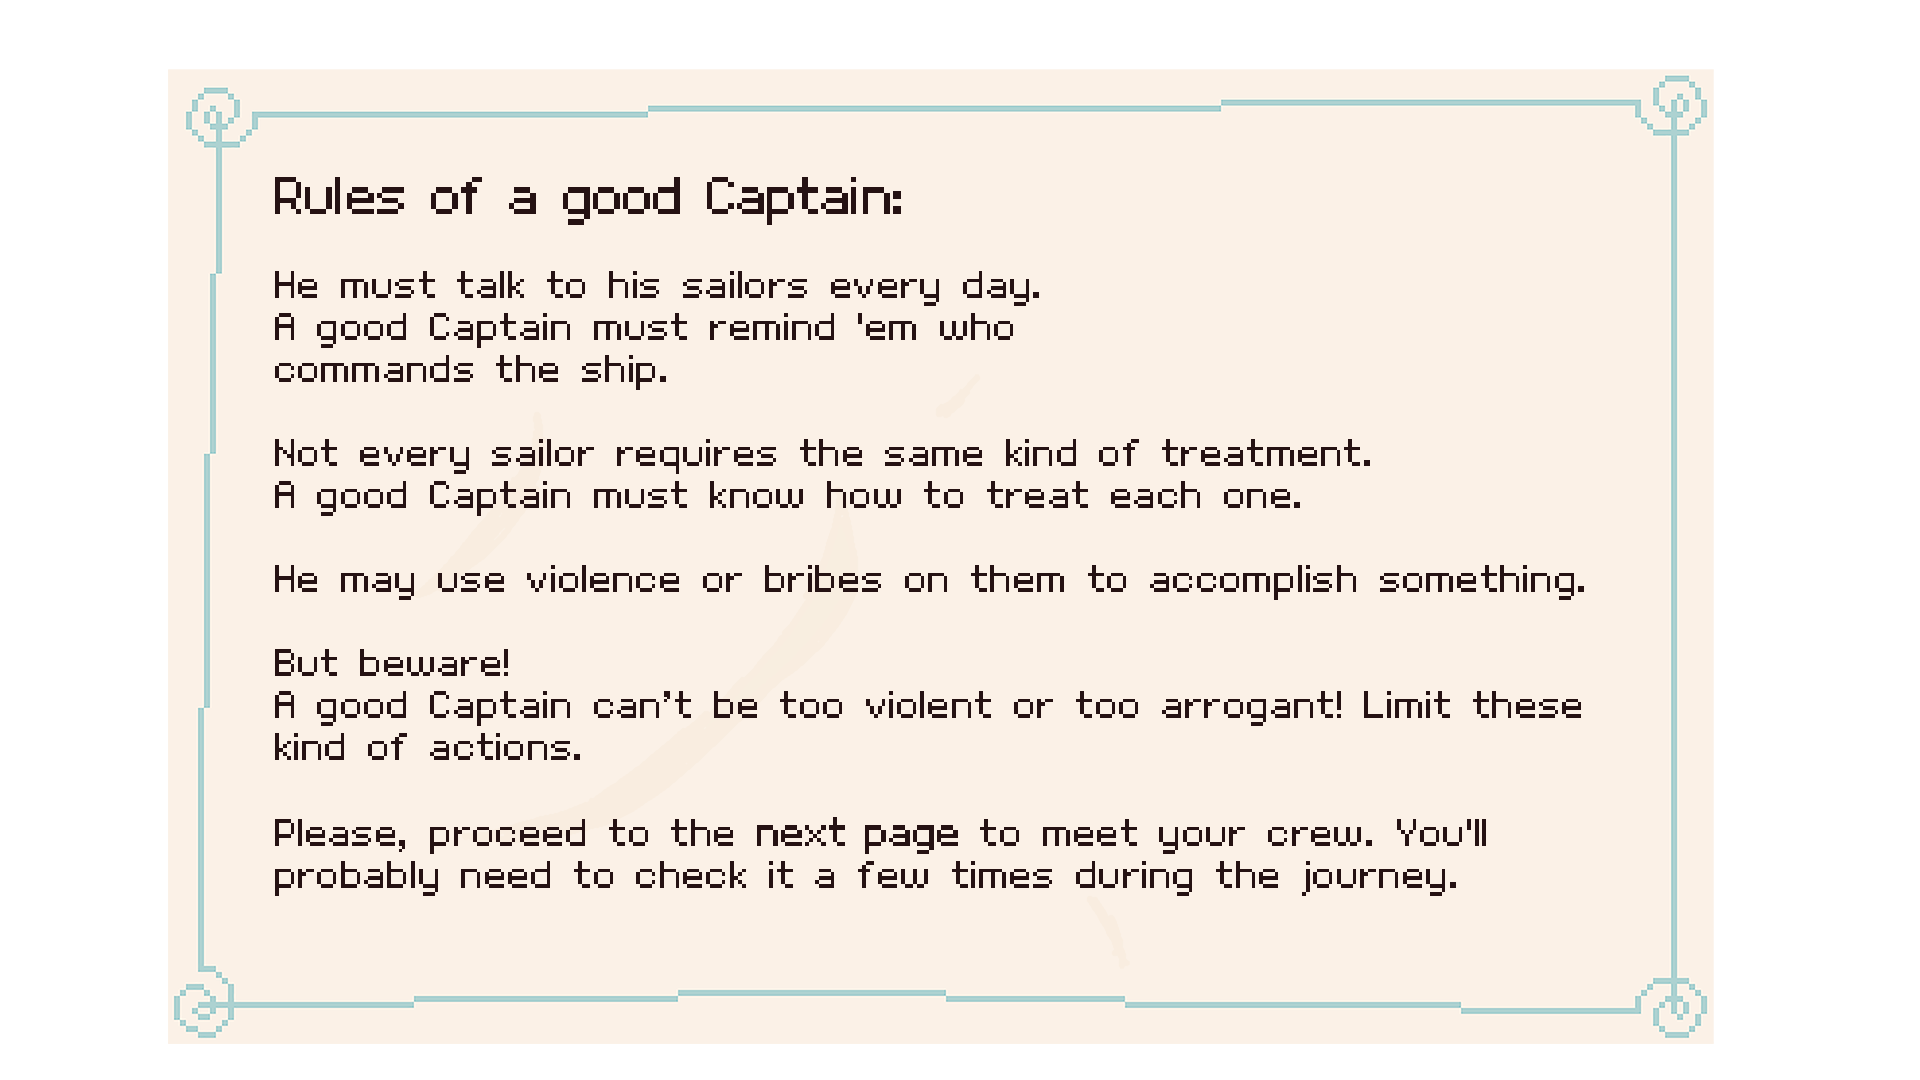 Rules of a good Captain:
He must talk to his sailors every day.
A good Captain must remind 'em who
commands the ship.
Not every sailor requires the same kind of treatment.
A good Captain must know how to treat each one.
He may use violence or bribes on them to accomplish something.
But beware!
A good Captain can’t be too violent or too arrogant! Limit these
kind of actions.
Please, proceed to the next page to meet your crew. You'll
probably need to check it a few times during the journey.